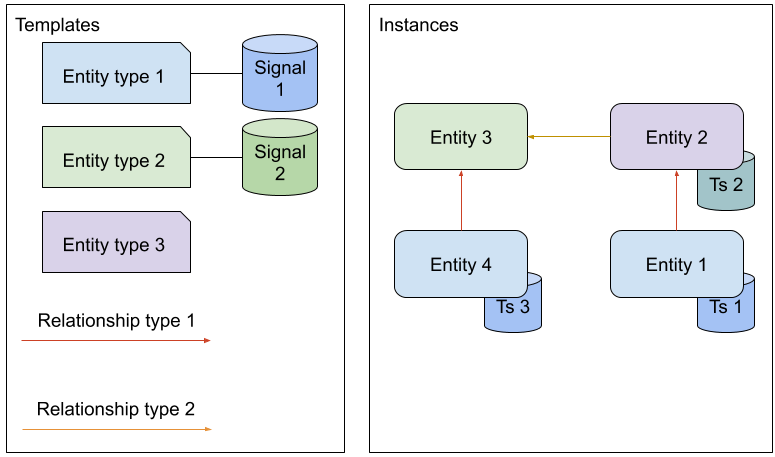 Templates
Entity type 1
Signal
1
Entity type 2
Signal
2
Entity type 3
Relationship type 1
Relationship type 2
Instances
Entity 3
Entity 2
Ts 2
Entity 4
Entity 1
Ts 3
Ts 1